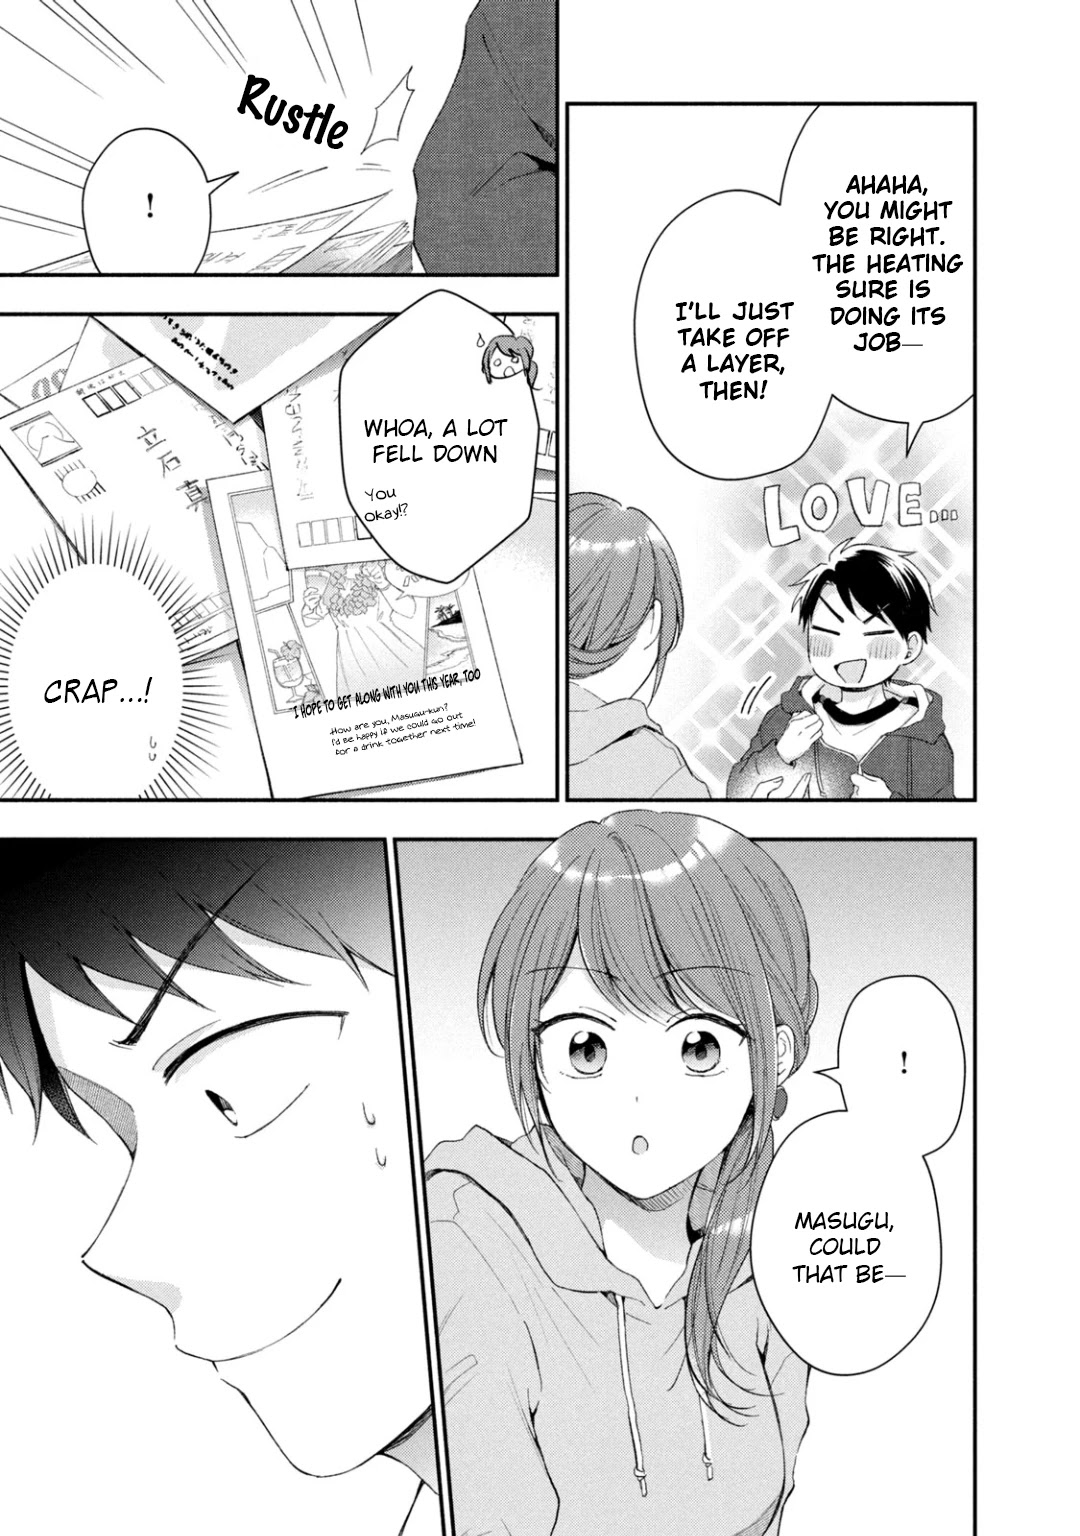 AHAHA,
YOU MIGHT
BE RIGHT.
THE HEATING
SURE IS
DOING ITS
JOB—
I'LL JUST
TAKE OFF
A LAYER,
THEN!
LOVE...
Rustle
!
WHOA, A LOT
FELL DOWN
You
okay!?
立石真
I HOPE TO GET ALONG WITH YOU THIS YEAR, TOO
How are you, Masugu-kun?
I'd be happy if we could go out
for a drink together next time!
CRAP...!
!
MASUGU,
COULD
THAT BE—